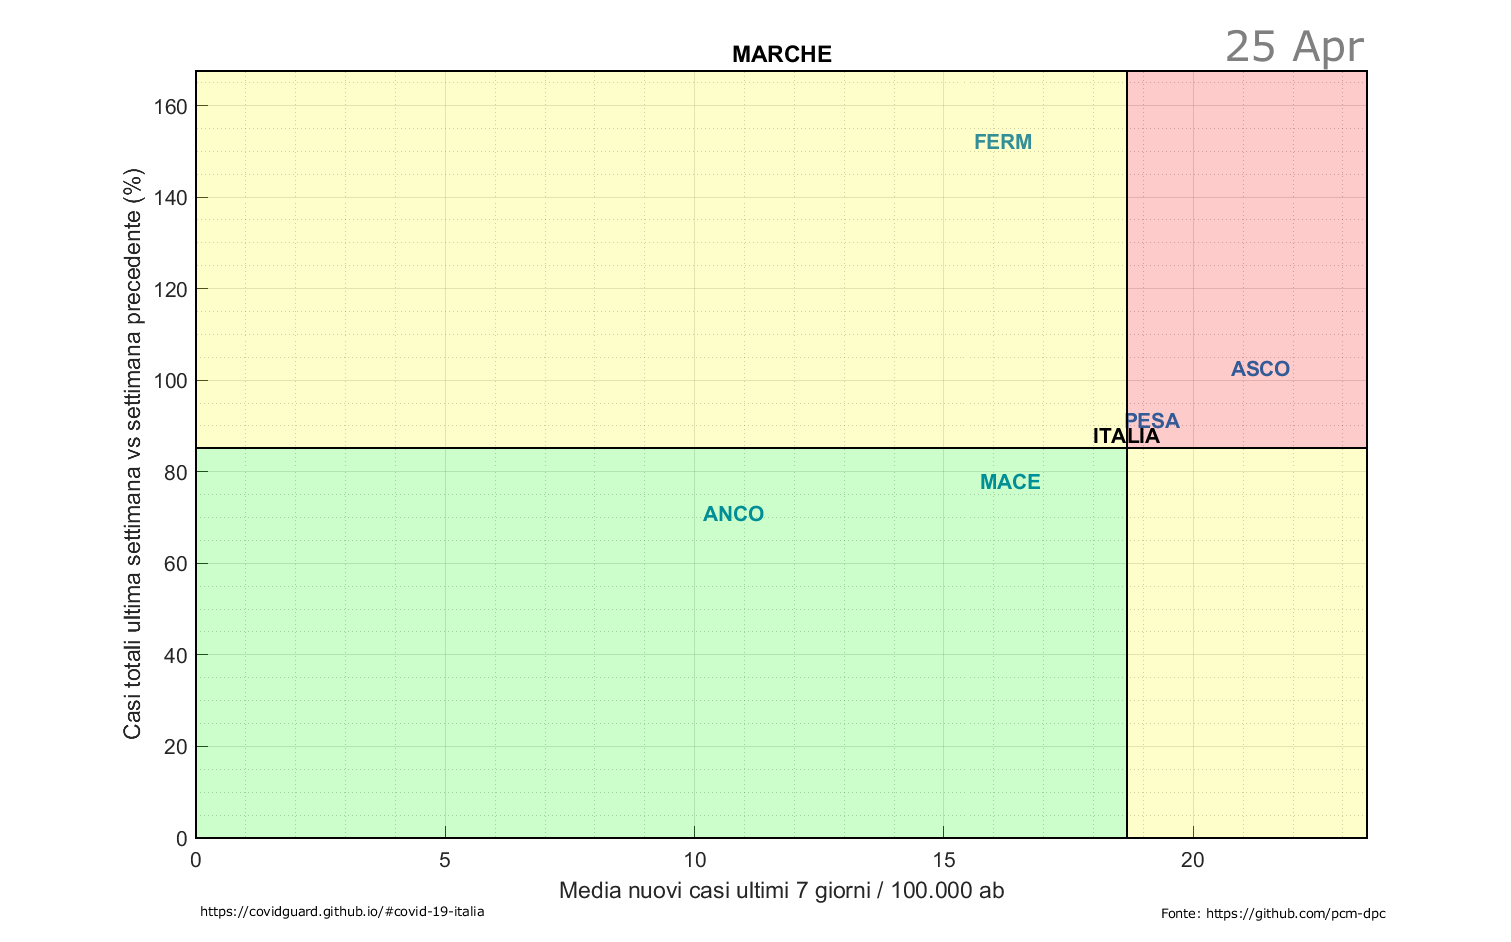 25 Apr
MARCHE
160
140
120
100
80
60
40
20
0
Casi totali ultima settimana vs settimana precedente (%)
FERM
ASCO
PESA
ITALIA
MACE
ANCO
0 5 10 15 20
Media nuovi casi ultimi 7 giorni / 100.000 ab
https://covidguard.github.io/#covid-19-italia
Fonte: https://github.com/pcm-dpc